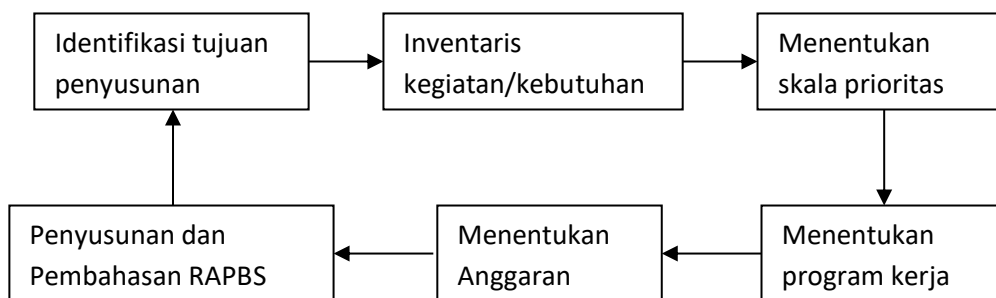 Identifikasi tujuan
penyusunan
Inventaris
kegiatan/kebutuhan
Menentukan
skala prioritas
Menentukan
program kerja
Menentukan
Anggaran
Penyusunan dan
Pembahasan RAPBS